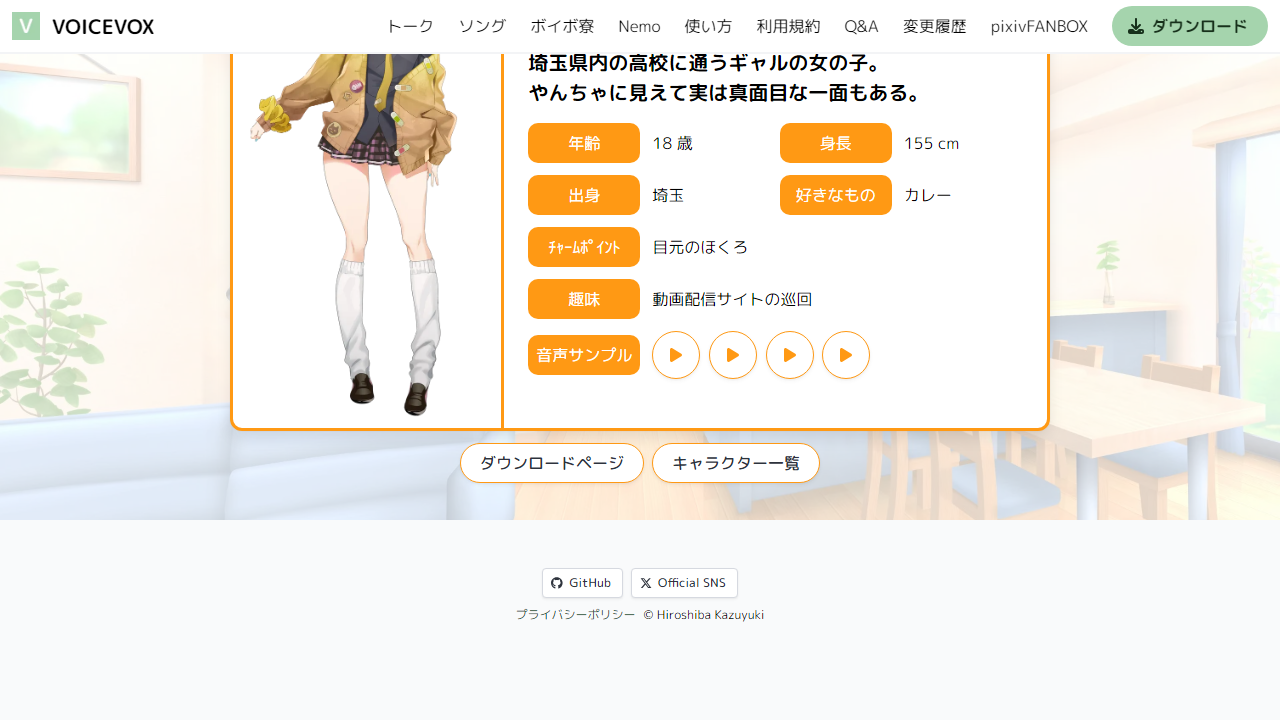 V VOICEVOX トーク ソング ボイボ寮 Nemo 使い方 利用規約 Q&A 変更履歴 pixivFANBOX ダウンロード
埼玉県内の高校に通うギャルの女の子。
やんちゃに見えて実は真面目な一面もある。
年齢 18 歳 身長 155 cm
出身 埼玉 好きなもの カレー
ﾁｬｰﾑﾎﾟｲﾝﾄ 目元のほくろ
趣味 動画配信サイトの巡回
音声サンプル
ダウンロードページ キャラクター一覧
GitHub Official SNS
プライバシーポリシー © Hiroshiba Kazuyuki